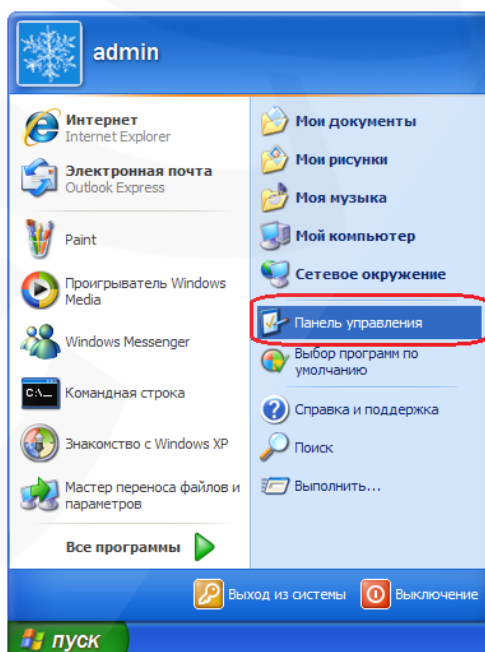 admin
Интернет
Internet Explorer
Электронная почта
Outlook Express
Paint
Проигрыватель Windows
Media
Windows Messenger
C:\_
Командная строка
Знакомство с Windows XP
Мастер переноса файлов и
параметров
Все программы
Мои документы
Мои рисунки
Моя музыка
Мой компьютер
Сетевое окружение
Панель управления
Выбор программ по
умолчанию
Справка и поддержка
Поиск
Выполнить...
Выход из системы
Выключение
пуск